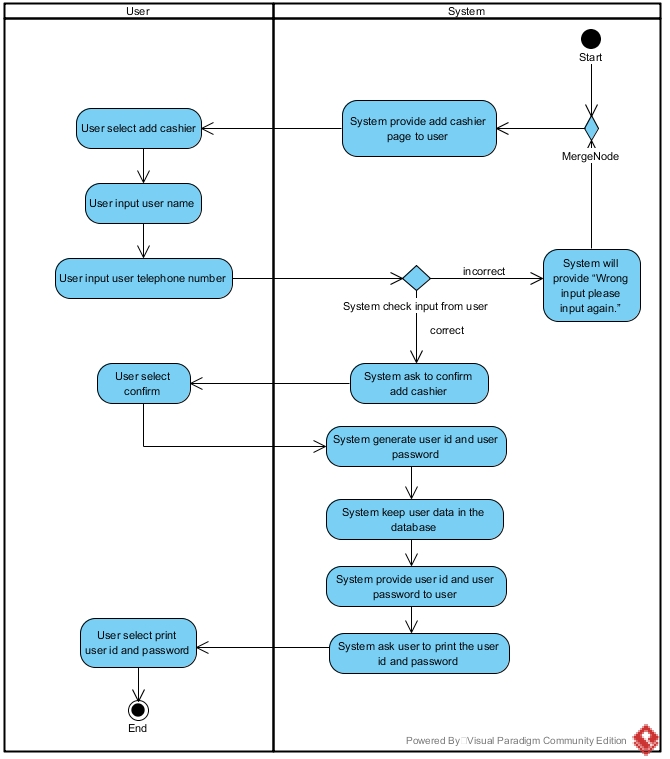 User
System
Start
System provide add cashier
page to user
User select add cashier
MergeNode
User input user name
User input user telephone number
incorrect
System will
provide “Wrong
input please
input again.”
System check input from user
correct
User select
confirm
System ask to confirm
add cashier
System generate user id and user
password
System keep user data in the
database
System provide user id and user
password to user
User select print
user id and password
System ask user to print the user
id and password
End
Powered By Visual Paradigm Community Edition